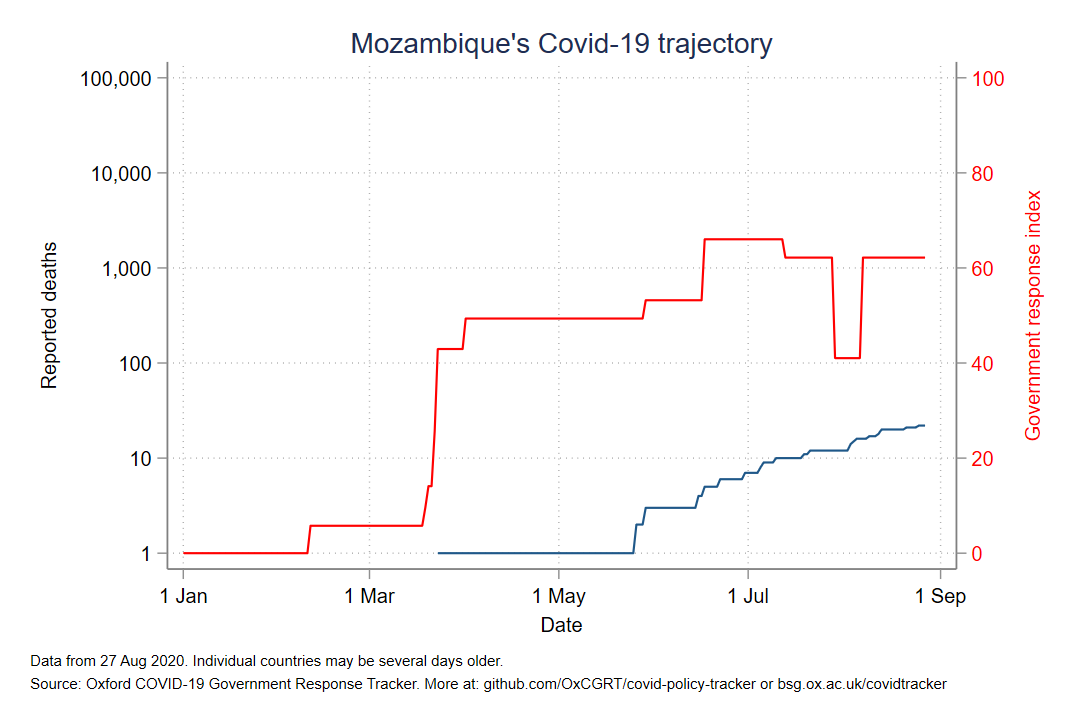 Mozambique's Covid-19 trajectory
100,000
10,000
1,000
100
10
1
Reported deaths
100
80
60
40
20
0
Government response index
1 Jan
1 Mar
1 May
1 Jul
1 Sep
Date
Data from 27 Aug 2020. Individual countries may be several days older.
Source: Oxford COVID-19 Government Response Tracker. More at: github.com/OxCGRT/covid-policy-tracker or bsg.ox.ac.uk/covidtracker